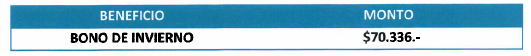 BENEFICIO MONTO
BONO DE INVIERNO $70.336.-